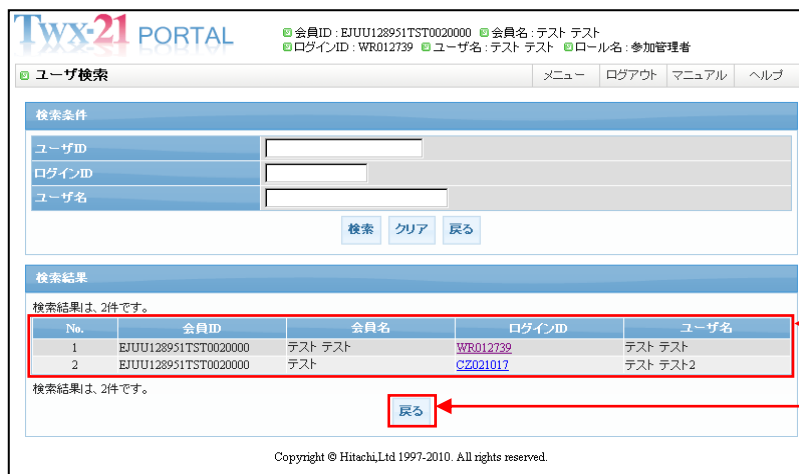 TWX-21 PORTAL
会員ID : EJUU128951TST0020000 会員名 : テスト テスト
ログインID : WR012739 ユーザ名 : テスト テスト ロール名 : 参加管理者
ユーザ検索 メニュー ログアウト マニュアル ヘルプ
検索条件
ユーザID
ログインID
ユーザ名
検索 クリア 戻る
検索結果
検索結果は、2件です。
No. 会員ID 会員名 ログインID ユーザ名
1 EJUU128951TST0020000 テスト テスト WR012739 テスト テスト
2 EJUU128951TST0020000 テスト CZ021017 テスト テスト2
検索結果は、2件です。
戻る
Copyright © Hitachi,Ltd 1997-2010. All rights reserved.